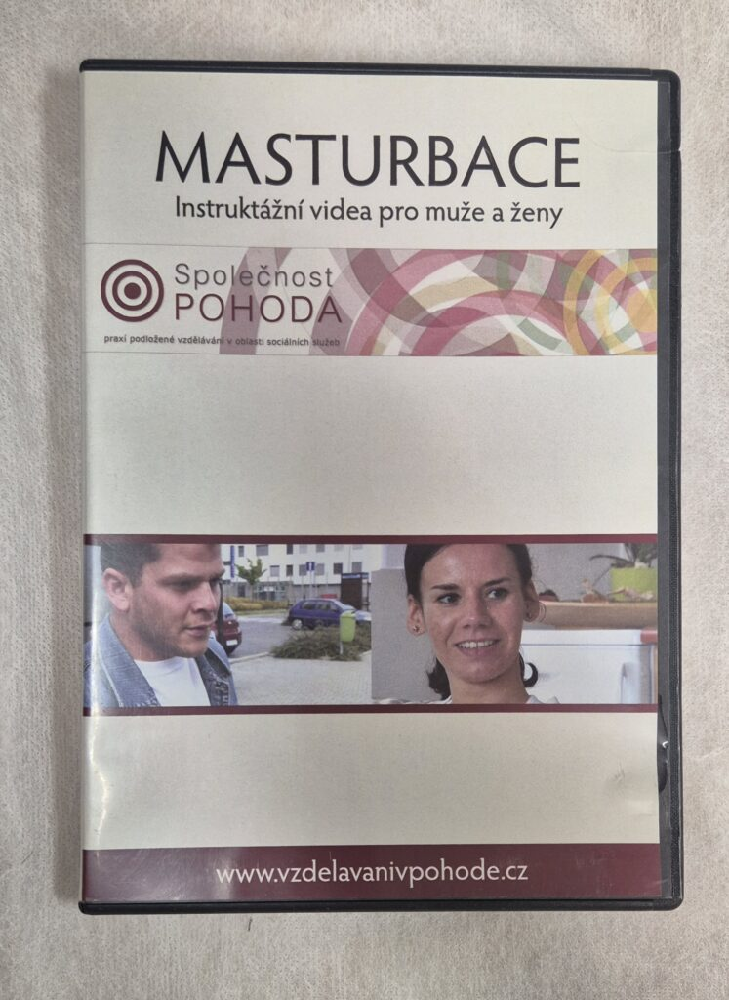 MASTURBACE
Instruktážní videa pro muže a ženy
Společnost
POHODA
praxí podložené vzdělávání v oblasti sociálních služeb
www.vzdelavanivpohode.cz